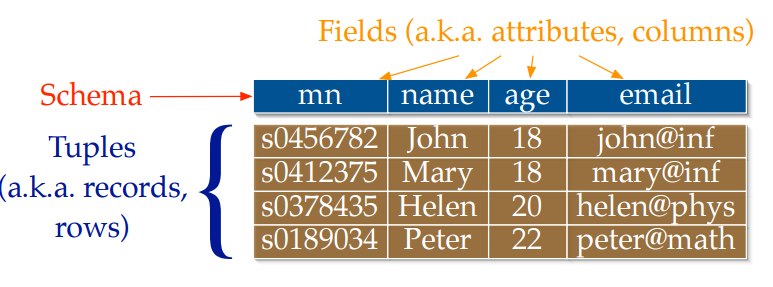 Fields (a.k.a. attributes, columns)
Schema
mn name age email
Tuples
(a.k.a. records,
rows)
s0456782 John 18 john@inf
s0412375 Mary 18 mary@inf
s0378435 Helen 20 helen@phys
s0189034 Peter 22 peter@math